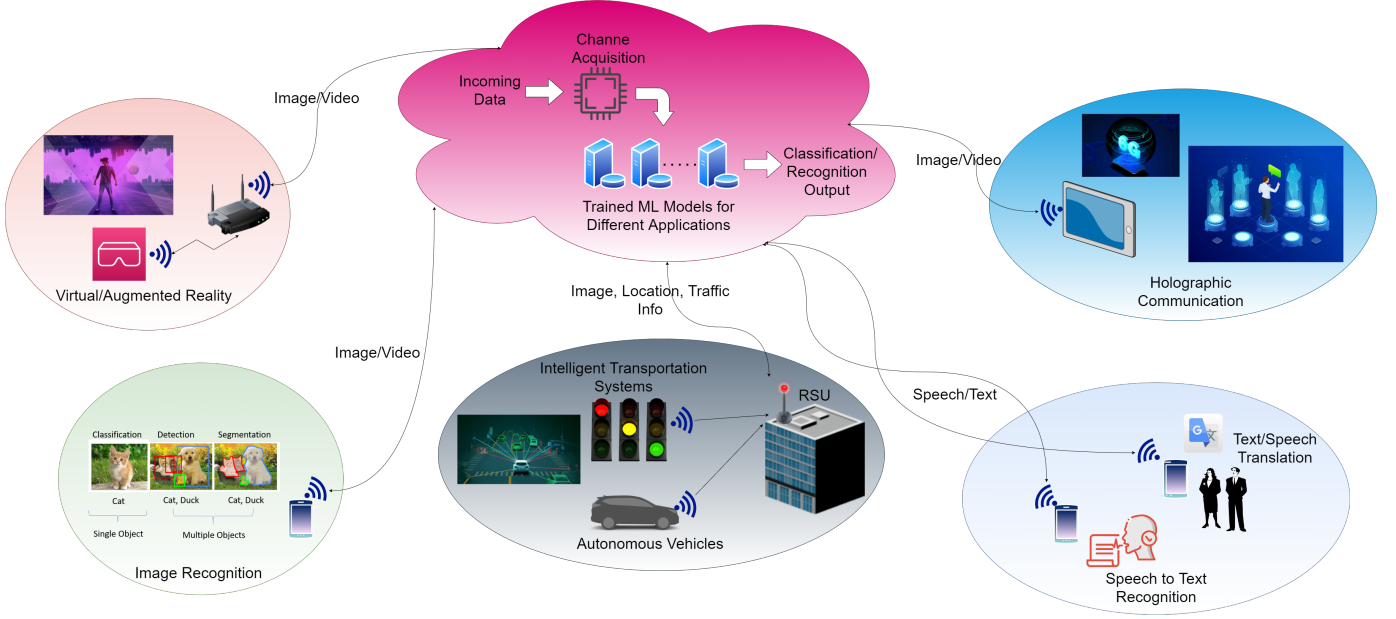 Channe
Acquisition
Incoming
Data
Classification/
Recognition
Output
Trained ML Models for
Different Applications
Image/Video
Virtual/Augmented Reality
Image/Video
6G
Holographic
Communication
Image/Video
Classification
Detection
Segmentation
Cat
Cat, Duck
Cat, Duck
Single Object
Multiple Objects
Image Recognition
Image, Location, Traffic
Info
Intelligent Transportation
Systems
RSU
Autonomous Vehicles
Speech/Text
G
文
Text/Speech
Translation
Speech to Text
Recognition